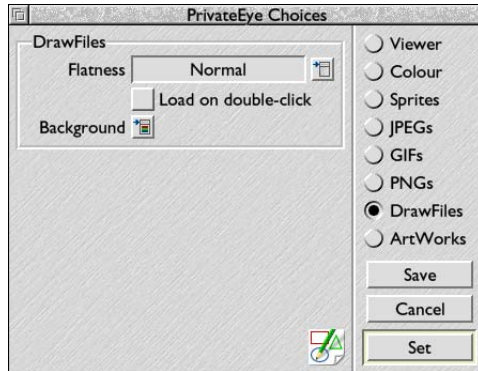 PrivateEye Choices
DrawFiles
Flatness Normal
Load on double-click
Background
Viewer
Colour
Sprites
JPEGs
GIFs
PNGs
DrawFiles
ArtWorks
Save
Cancel
Set